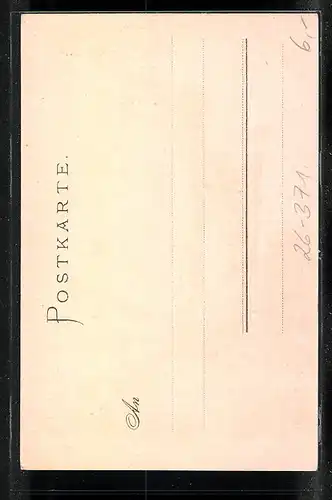 POSTKARTE.
An
26-371.
6,-